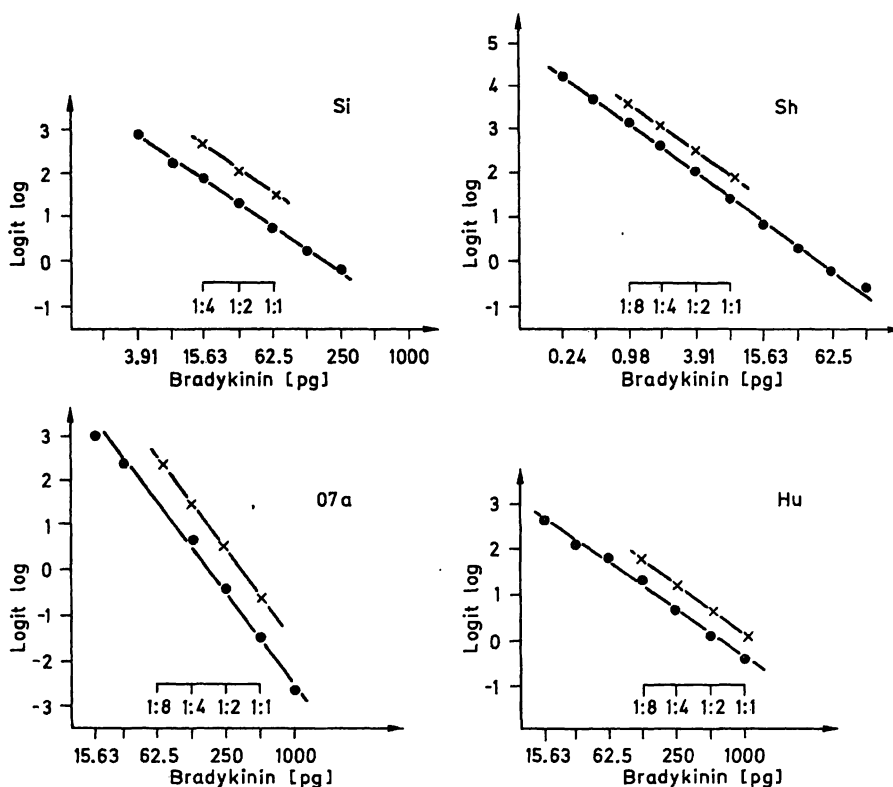 Si
3
2
1
0
-1
Logit log
1:4 1:2 1:1
3.91 15.63 62.5 250 1000
Bradykinin [pg]
Sh
5
4
3
2
1
0
-1
Logit log
1:8 1:4 1:2 1:1
0.24 0.98 3.91 15.63 62.5
Bradykinin [pg]
07a
3
2
1
0
-1
-2
-3
Logit log
1:8 1:4 1:2 1:1
15.63 62.5 250 1000
Bradykinin [pg]
Hu
3
2
1
0
-1
Logit log
1:8 1:4 1:2 1:1
15.63 62.5 250 1000
Bradykinin [pg]